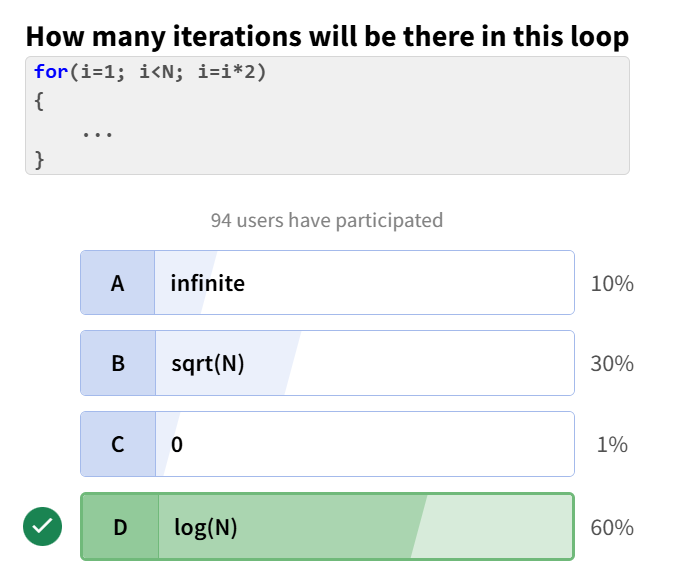 How many iterations will be there in this loop
for(i=1; i<N; i=i*2)
{
    ...
}
94 users have participated
A infinite 10%
B sqrt(N) 30%
C 0 1%
D log(N) 60%